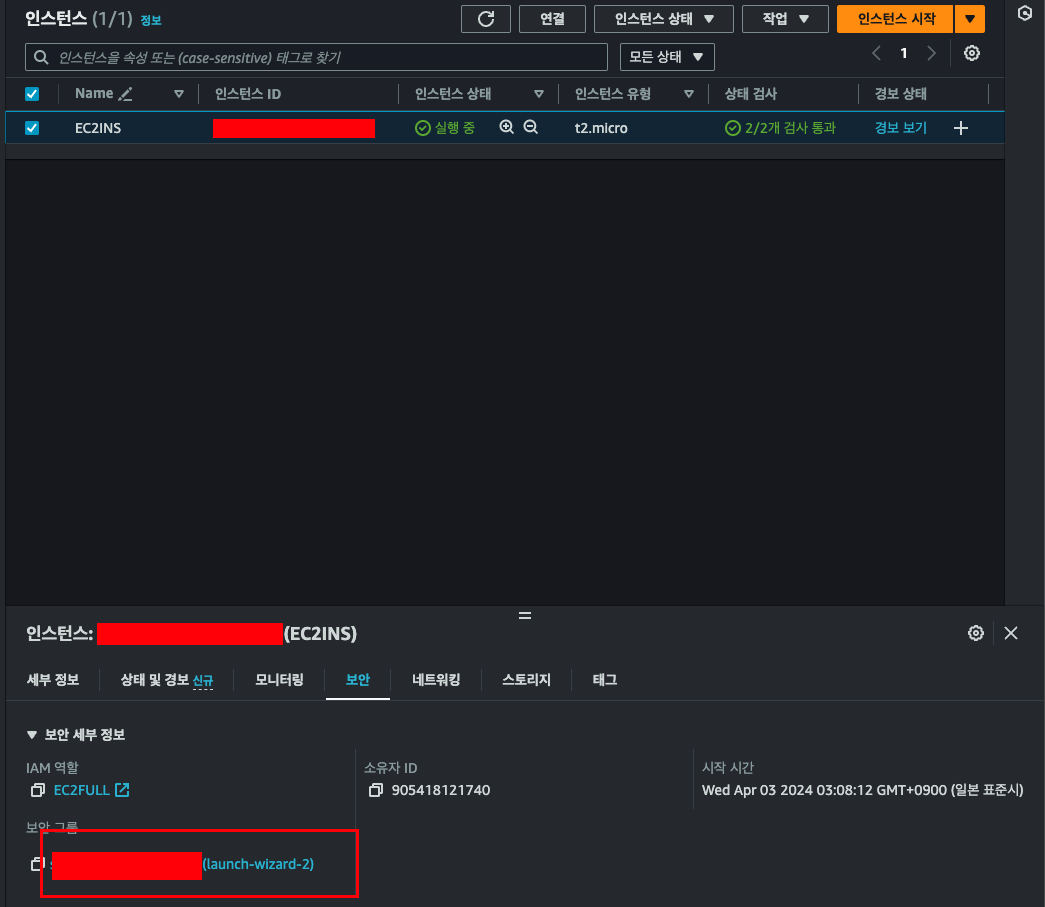 인스턴스 (1/1) 정보
연결
인스턴스 상태
작업
인스턴스 시작
인스턴스을 속성 또는 (case-sensitive) 태그로 찾기
모든 상태
1
Name 인스턴스 ID 인스턴스 상태 인스턴스 유형 상태 검사 경보 상태
EC2INS 실행 중 t2.micro 2/2개 검사 통과 경보 보기
인스턴스: (EC2INS)
세부 정보 상태 및 경보 신규 모니터링 보안 네트워킹 스토리지 태그
보안 세부 정보
IAM 역할 소유자 ID 시작 시간
EC2FULL 905418121740 Wed Apr 03 2024 03:08:12 GMT+0900 (일본 표준시)
보안 그룹
(launch-wizard-2)